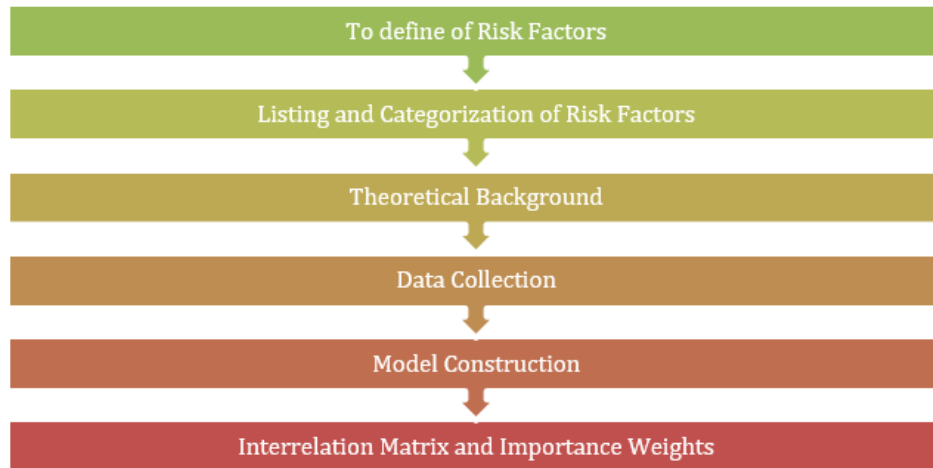 To define of Risk Factors
Listing and Categorization of Risk Factors
Theoretical Background
Data Collection
Model Construction
Interrelation Matrix and Importance Weights